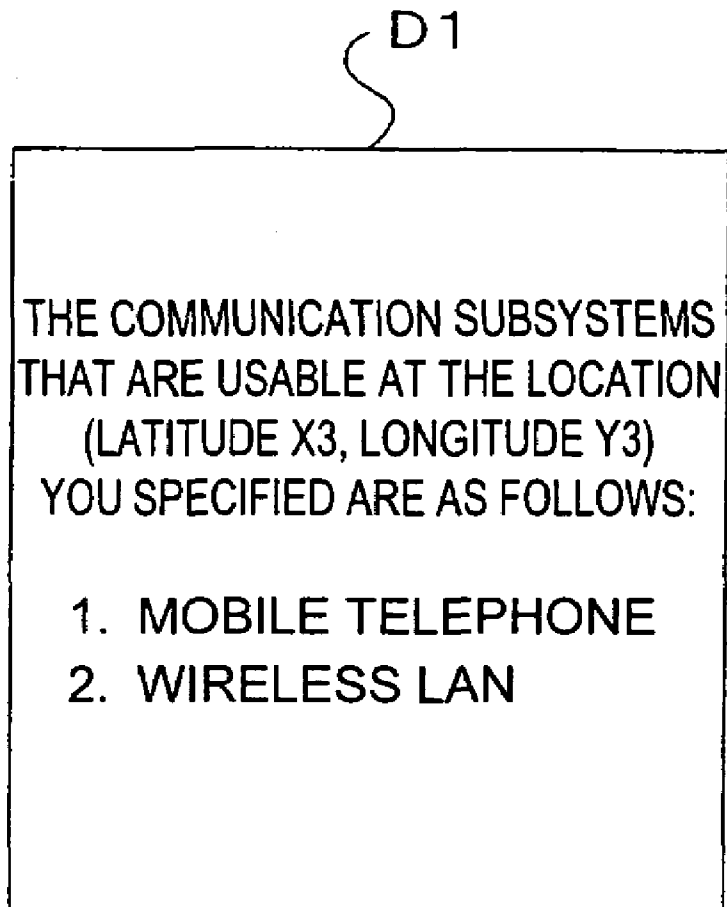 D1
THE COMMUNICATION SUBSYSTEMS
THAT ARE USABLE AT THE LOCATION
(LATITUDE X3, LONGITUDE Y3)
YOU SPECIFIED ARE AS FOLLOWS:
1. MOBILE TELEPHONE
2. WIRELESS LAN